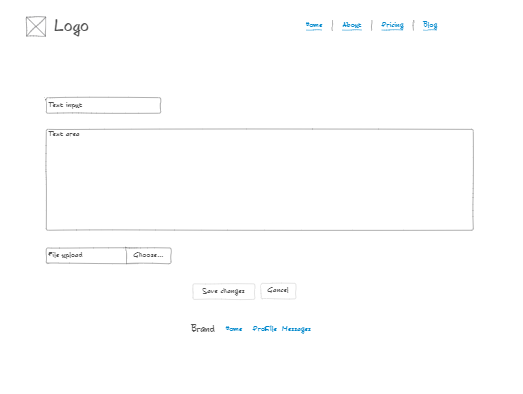 Logo
Home | About | Pricing | Blog
Text input
Text area
File upload Choose...
Save changes Cancel
Brand Home Profile Messages